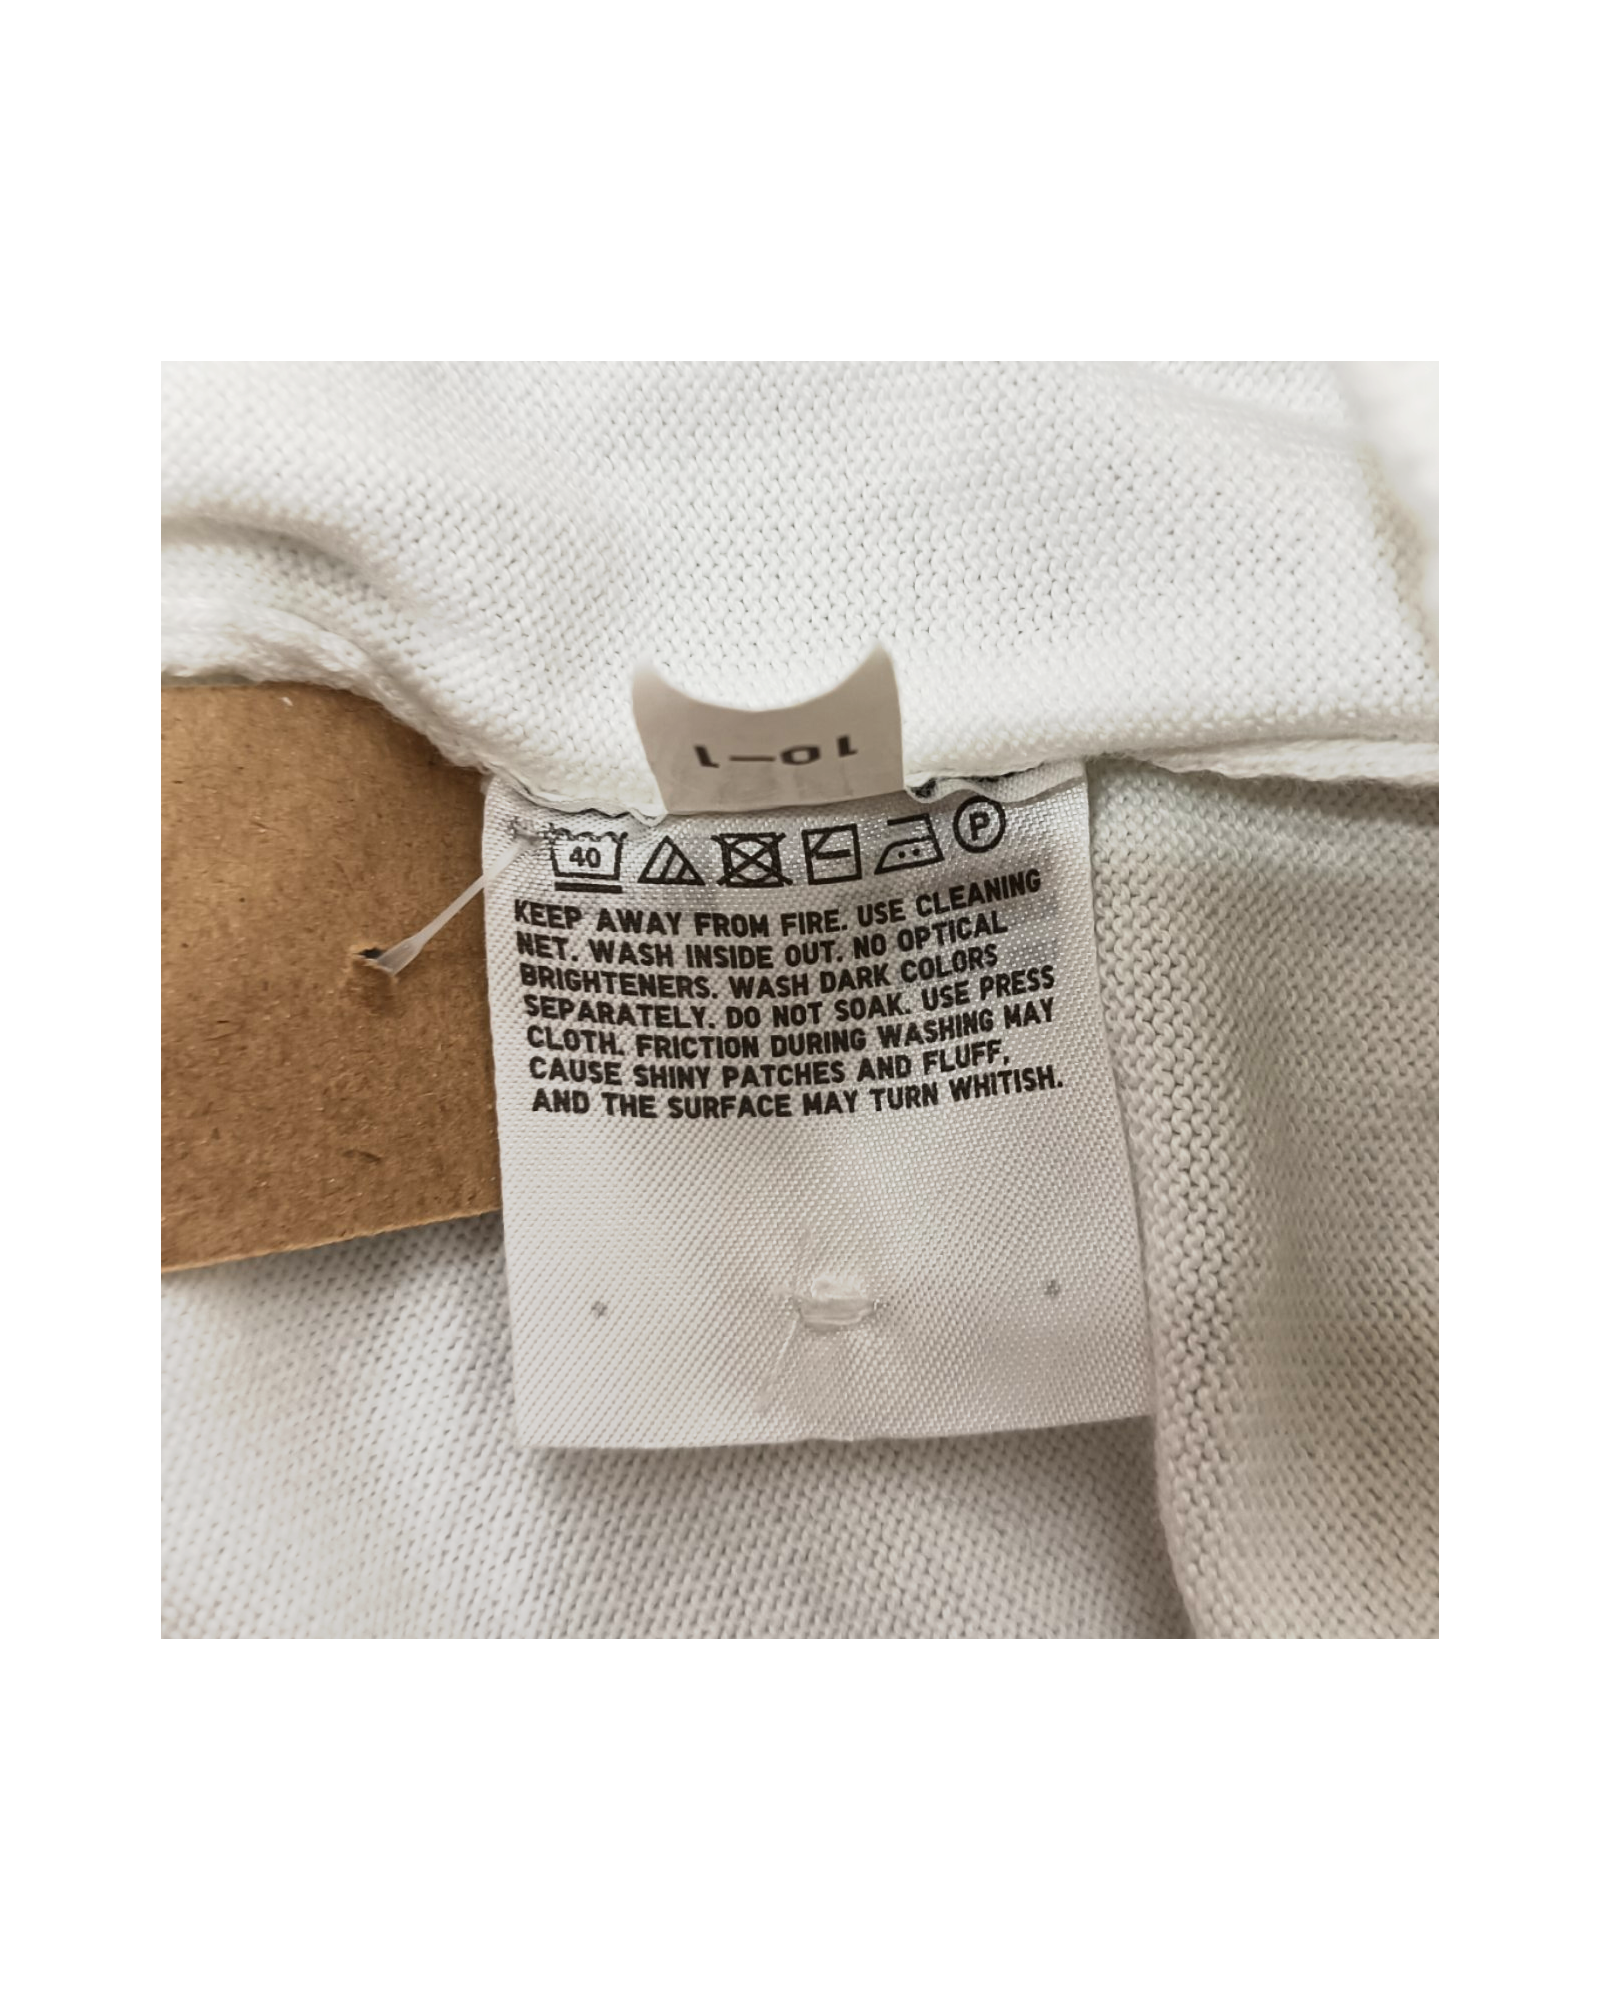 10-1
40
P
KEEP AWAY FROM FIRE. USE CLEANING
NET. WASH INSIDE OUT. NO OPTICAL
BRIGHTENERS. WASH DARK COLORS
SEPARATELY. DO NOT SOAK. USE PRESS
CLOTH. FRICTION DURING WASHING MAY
CAUSE SHINY PATCHES AND FLUFF,
AND THE SURFACE MAY TURN WHITISH.